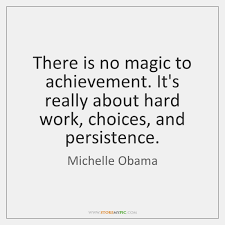 There is no magic to
achievement. It's
really about hard
work, choices, and
persistence.
Michelle Obama